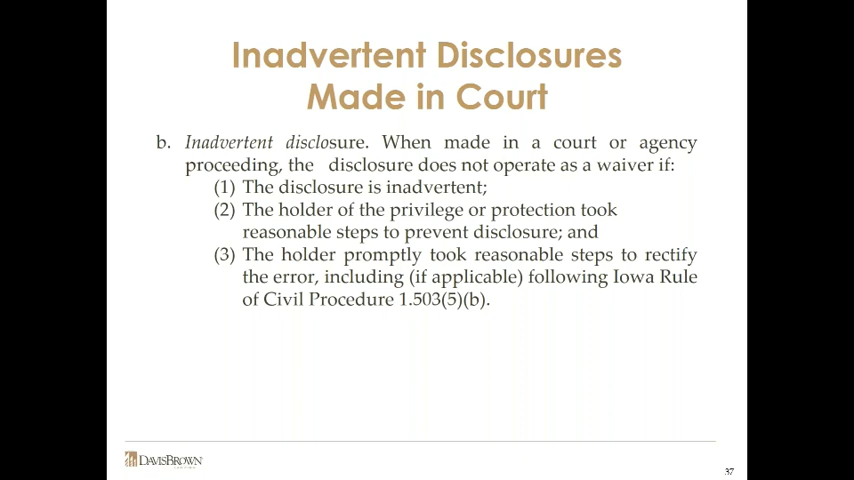 Inadvertent Disclosures
Made in Court
b. Inadvertent disclosure. When made in a court or agency
proceeding, the disclosure does not operate as a waiver if:
(1) The disclosure is inadvertent;
(2) The holder of the privilege or protection took
reasonable steps to prevent disclosure; and
(3) The holder promptly took reasonable steps to rectify
the error, including (if applicable) following Iowa Rule
of Civil Procedure 1.503(5)(b).
DAVISBROWN
37